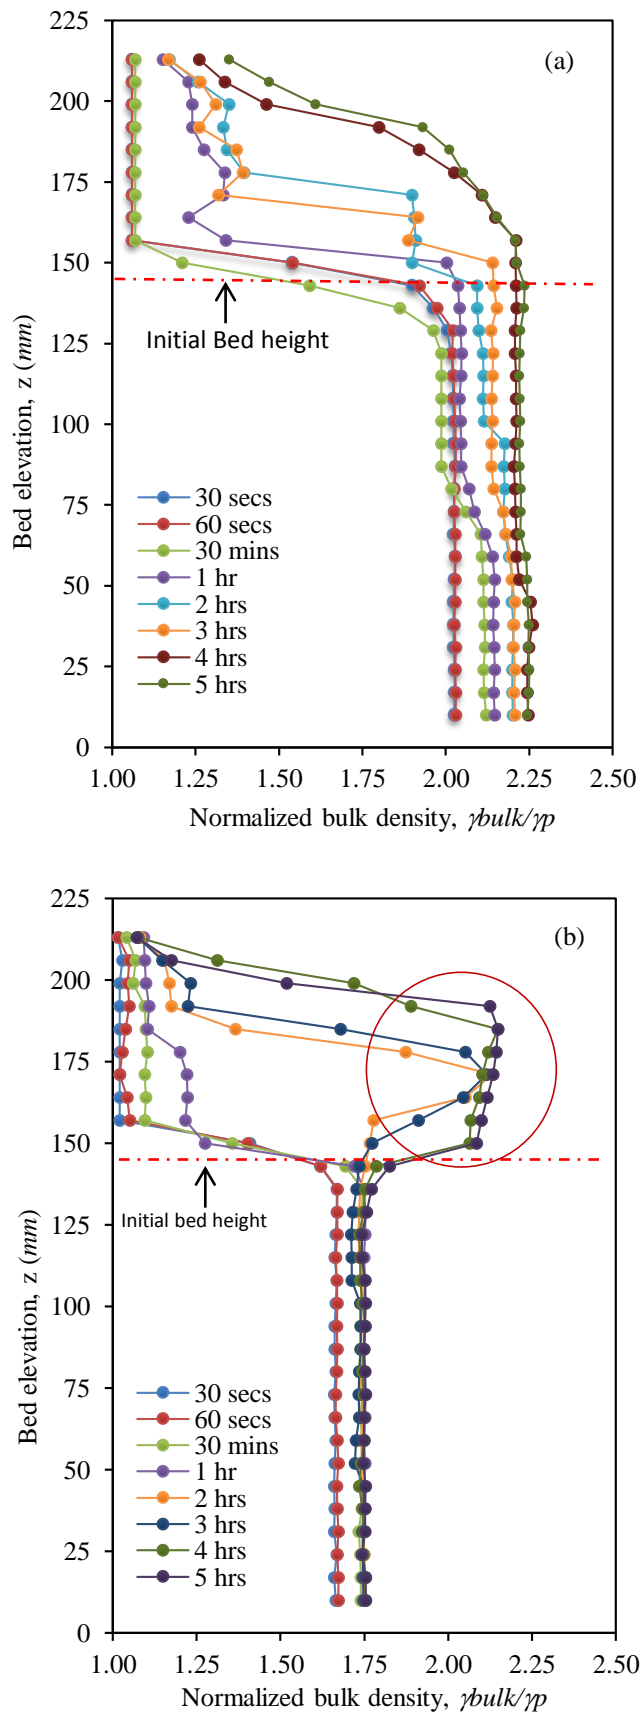 225
(a)
200
175
150
Initial Bed height
125
100
75
50
25
0
Bed elevation, z (mm)
30 secs
60 secs
30 mins
1 hr
2 hrs
3 hrs
4 hrs
5 hrs
1.00 1.25 1.50 1.75 2.00 2.25 2.50
Normalized bulk density, γbulk/γp
225
(b)
200
175
150
Initial bed height
125
100
75
50
25
0
Bed elevation, z (mm)
30 secs
60 secs
30 mins
1 hr
2 hrs
3 hrs
4 hrs
5 hrs
1.00 1.25 1.50 1.75 2.00 2.25 2.50
Normalized bulk density, γbulk/γp